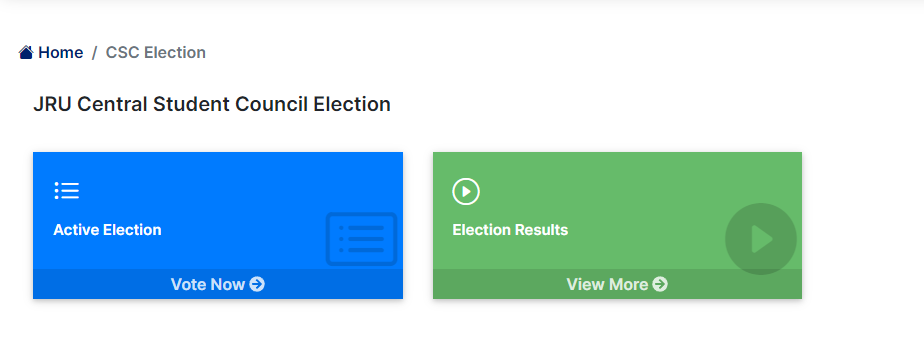 Home / CSC Election
JRU Central Student Council Election
Active Election
Vote Now
Election Results
View More